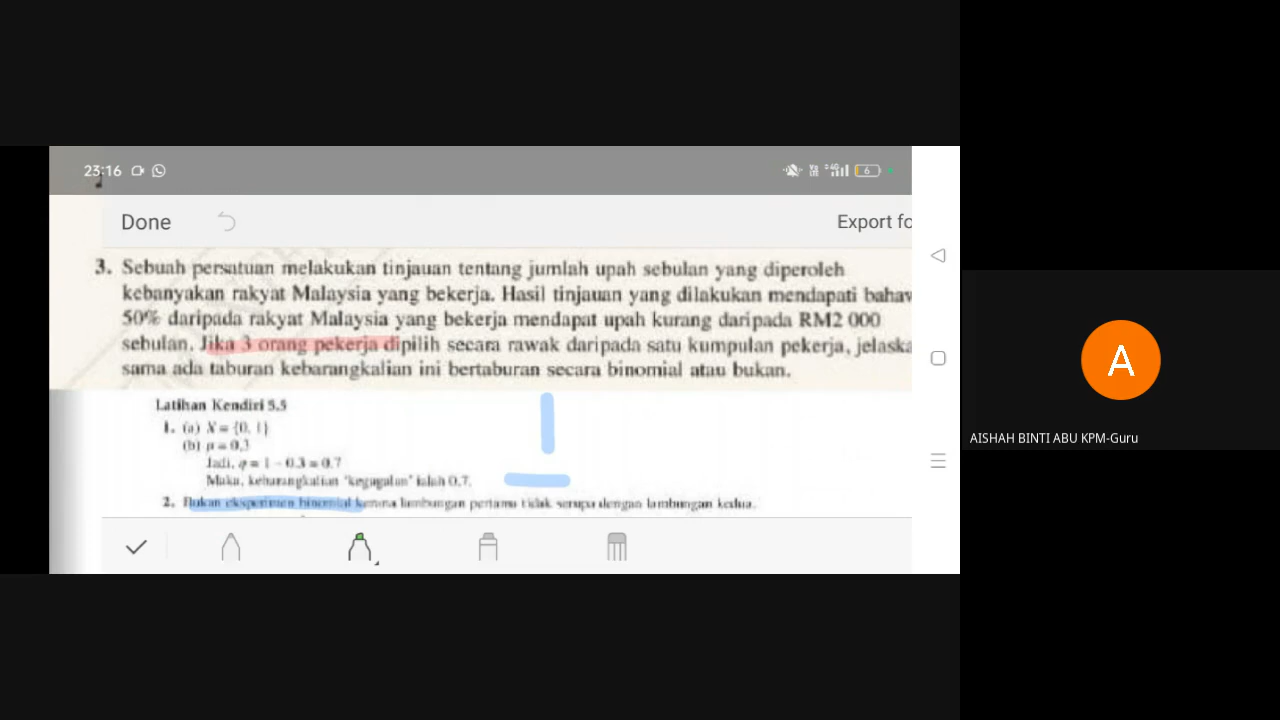 23:16
6
Done
Export fo
3. Sebuah persatuan melakukan tinjauan tentang jumlah upah sebulan yang diperoleh
kebanyakan rakyat Malaysia yang bekerja. Hasil tinjauan yang dilakukan mendapati bahaw
50% daripada rakyat Malaysia yang bekerja mendapat upah kurang daripada RM2 000
sebulan. Jika 3 orang pekerja dipilih secara rawak daripada satu kumpulan pekerja, jelaska
sama ada taburan kebarangkalian ini bertaburan secara binomial atau bukan.
Latihan Kendiri 5.5
1. (a) X = {0, 1}
(b) p = 0.3
Jadi, q = 1 – 0.3 = 0.7
Maka, kebarangkalian "kegagalan" ialah 0.7.
2. Bukan eksperimen binomial kerana lambungan pertama tidak serupa dengan lambungan kedua.
A
AISHAH BINTI ABU KPM-Guru